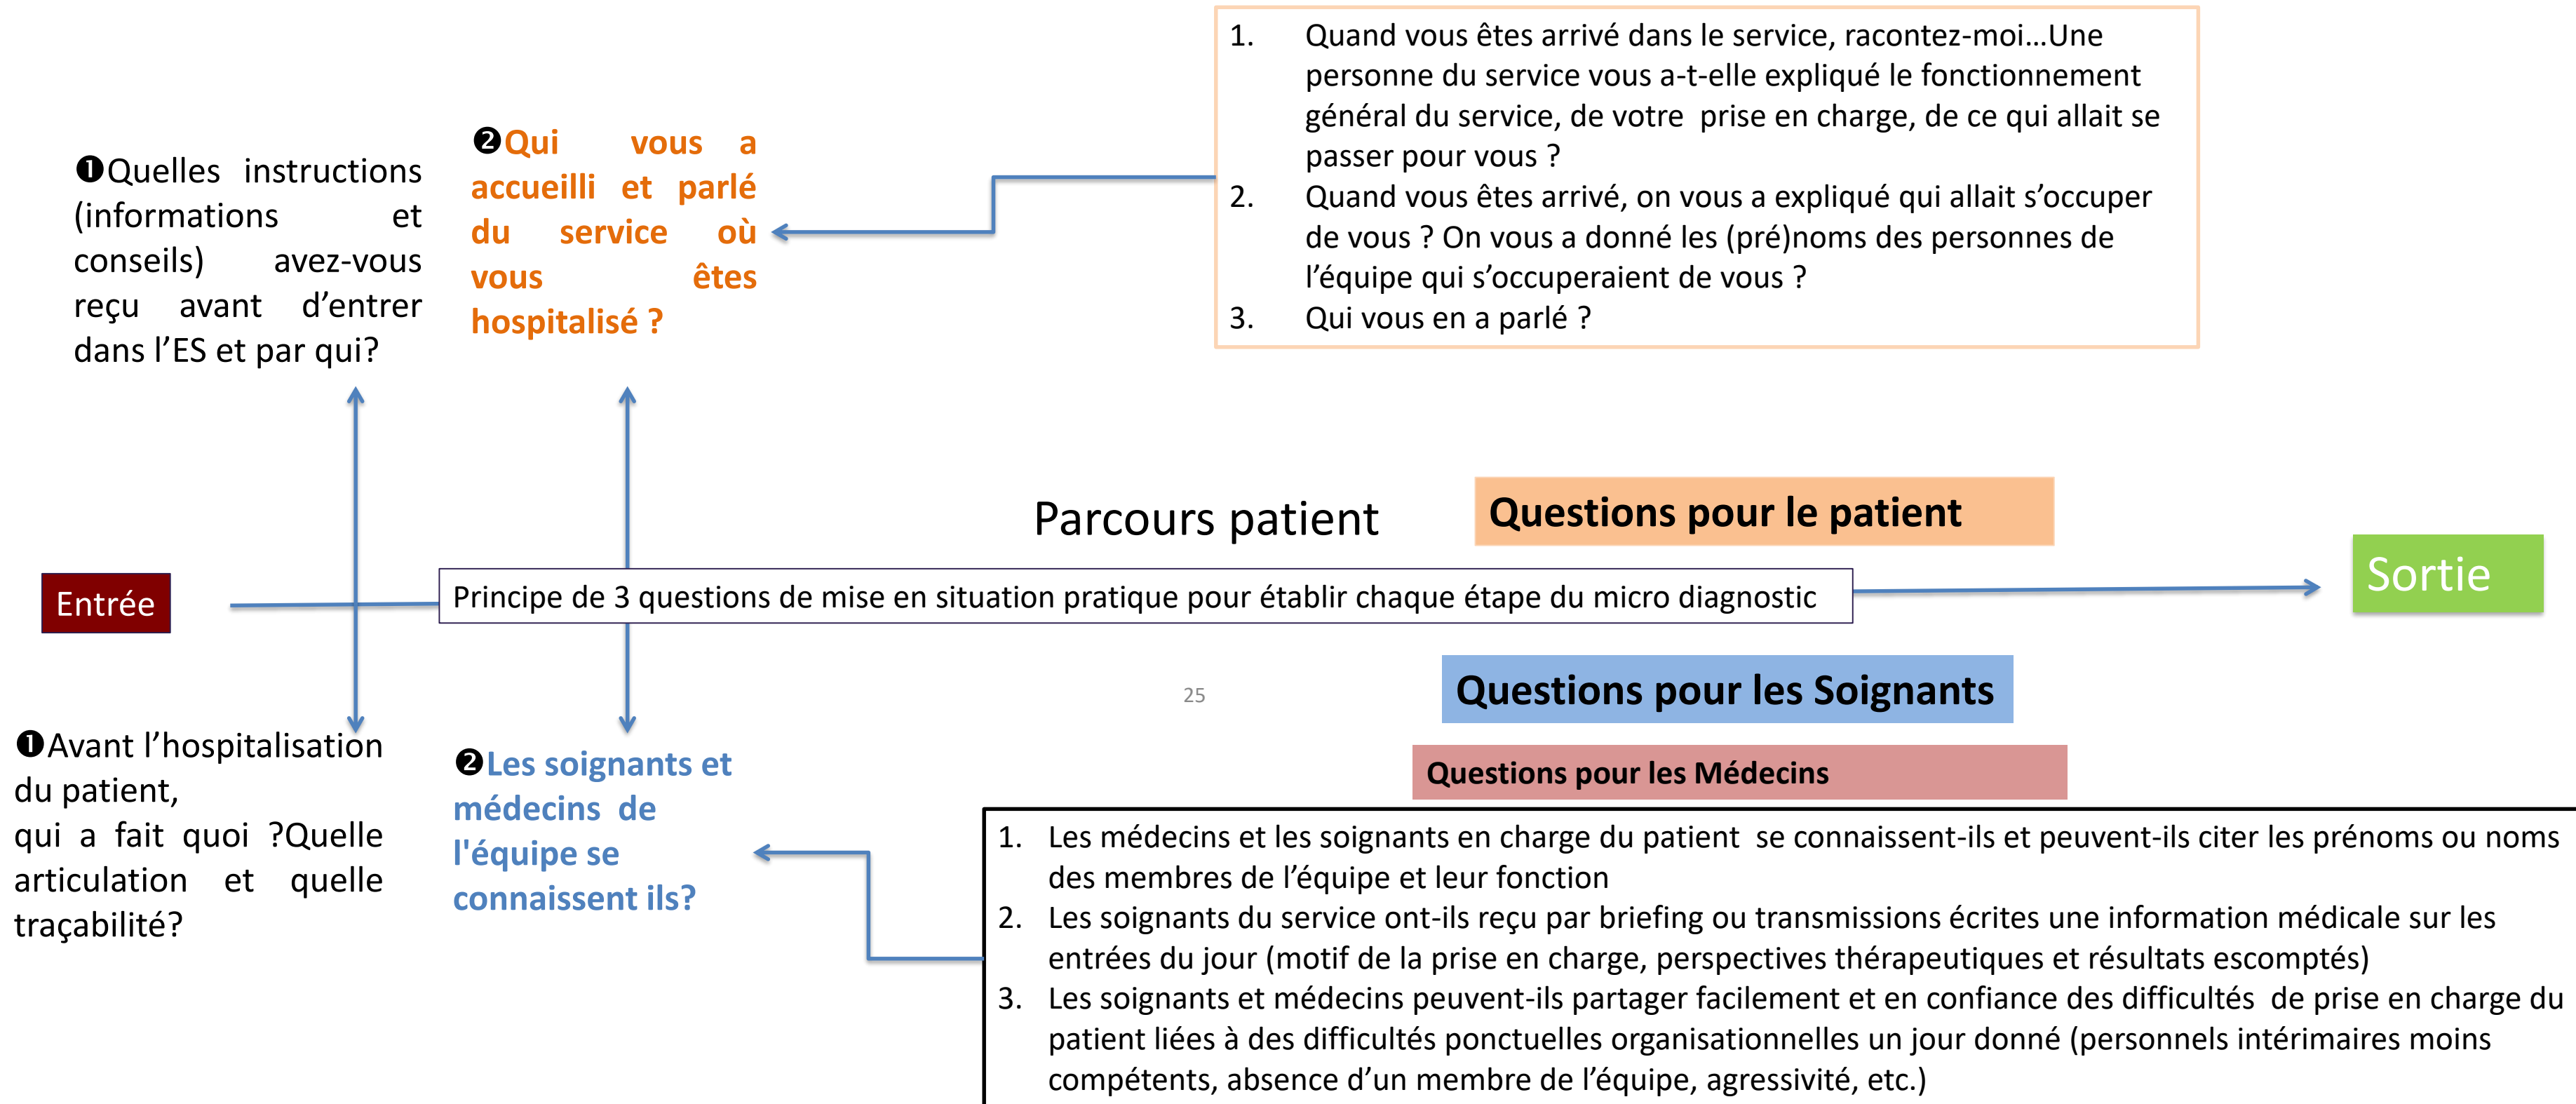 1. Quand vous êtes arrivé dans le service, racontez-moi…Une
personne du service vous a-t-elle expliqué le fonctionnement
général du service, de votre prise en charge, de ce qui allait se
passer pour vous ?
2. Quand vous êtes arrivé, on vous a expliqué qui allait s’occuper
de vous ? On vous a donné les (pré)noms des personnes de
l’équipe qui s’occuperaient de vous ?
3. Qui vous en a parlé ?
❶Quelles instructions
(informations et
conseils) avez-vous
reçu avant d’entrer
dans l’ES et par qui?
❷Qui vous a
accueilli et parlé
du service où
vous êtes
hospitalisé ?
Parcours patient
Questions pour le patient
Entrée
Principe de 3 questions de mise en situation pratique pour établir chaque étape du micro diagnostic
Sortie
25
Questions pour les Soignants
Questions pour les Médecins
❶Avant l’hospitalisation
du patient,
qui a fait quoi ?Quelle
articulation et quelle
traçabilité?
❷Les soignants et
médecins de
l'équipe se
connaissent ils?
1. Les médecins et les soignants en charge du patient se connaissent-ils et peuvent-ils citer les prénoms ou noms
des membres de l’équipe et leur fonction
2. Les soignants du service ont-ils reçu par briefing ou transmissions écrites une information médicale sur les
entrées du jour (motif de la prise en charge, perspectives thérapeutiques et résultats escomptés)
3. Les soignants et médecins peuvent-ils partager facilement et en confiance des difficultés de prise en charge du
patient liées à des difficultés ponctuelles organisationnelles un jour donné (personnels intérimaires moins
compétents, absence d’un membre de l’équipe, agressivité, etc.)